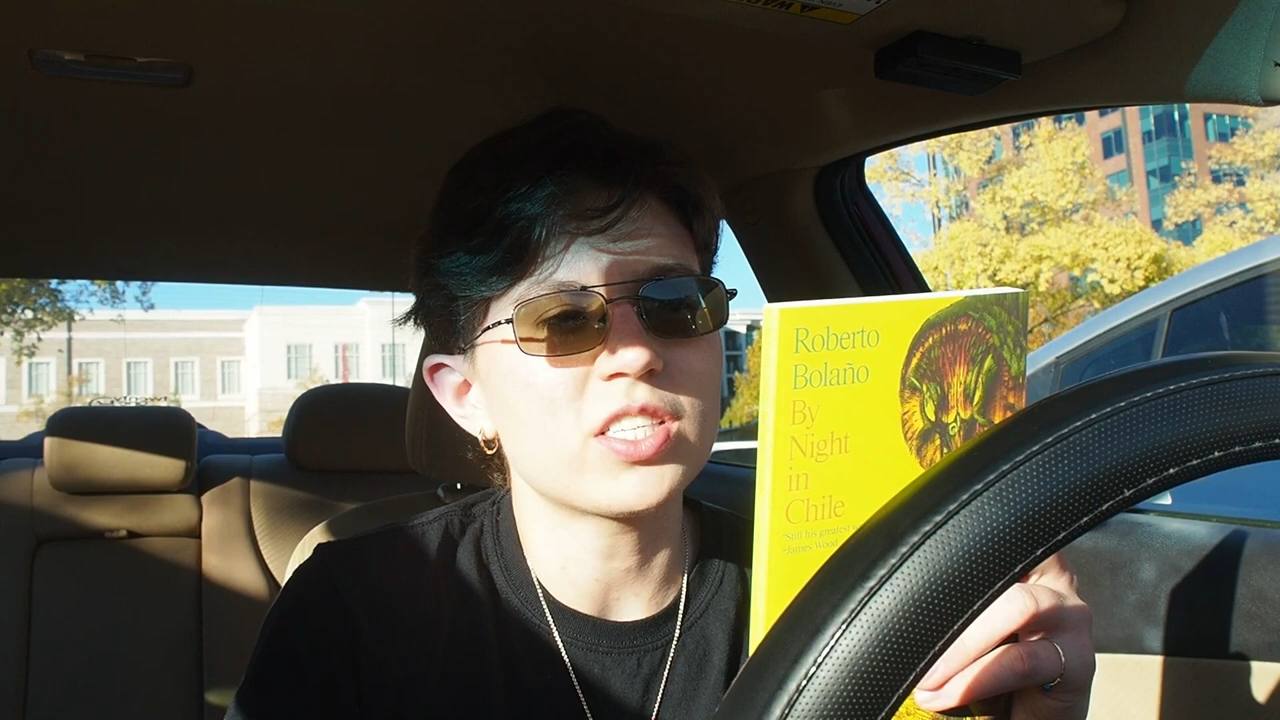 Roberto
Bolaño
By
Night
in
Chile
"Still his greatest
–James Wood